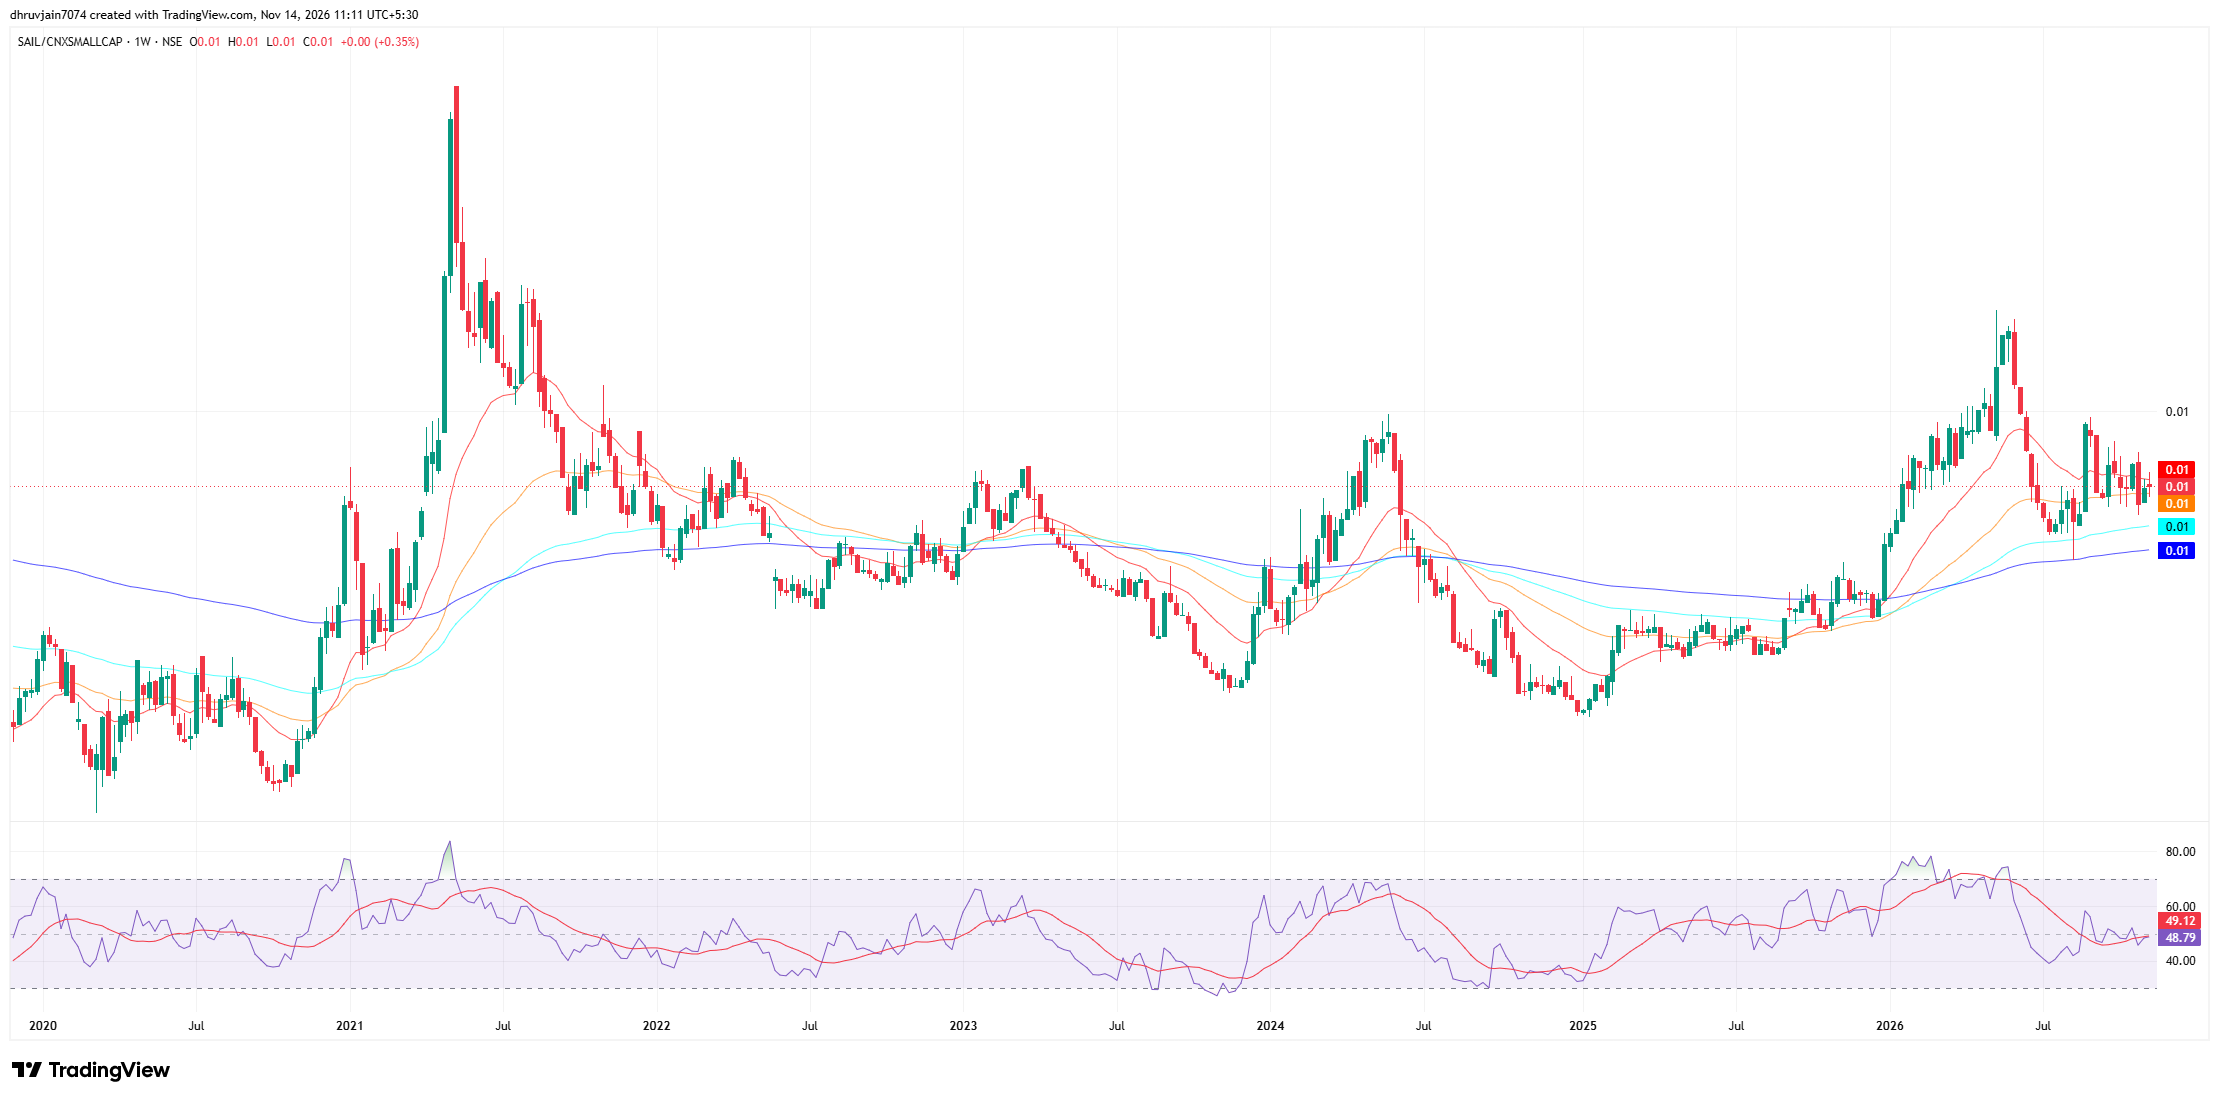 dhruvjain7074 created with TradingView.com, Nov 14, 2026 11:11 UTC+5:30
SAIL/CNXSMALLCAP · 1W · NSE O0.01 H0.01 L0.01 C0.01 +0.00 (+0.35%)
0.01
0.01
0.01
0.01
0.01
0.01
80.00
60.00
49.12
48.79
40.00
2020 Jul 2021 Jul 2022 Jul 2023 Jul 2024 Jul 2025 Jul 2026 Jul
TradingView